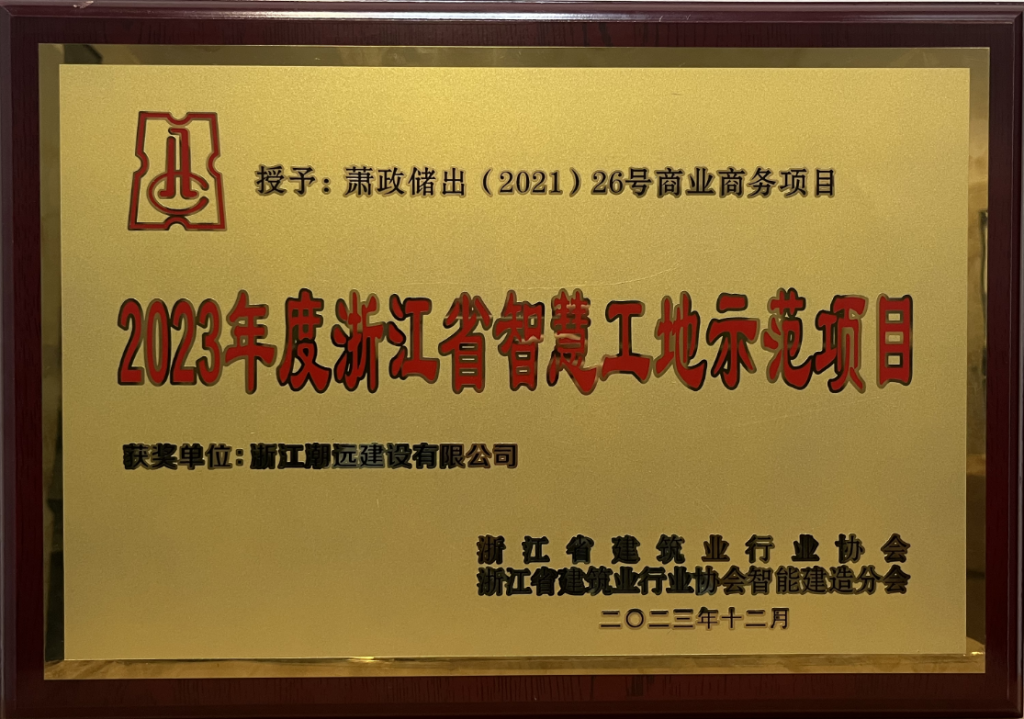 授予：萧政储出（2021）26号商业商务项目
2023年度浙江省智慧工地示范项目
获奖单位：浙江潮远建设有限公司
浙江省建筑业行业协会
浙江省建筑业行业协会智能建造分会
二〇二三年十二月